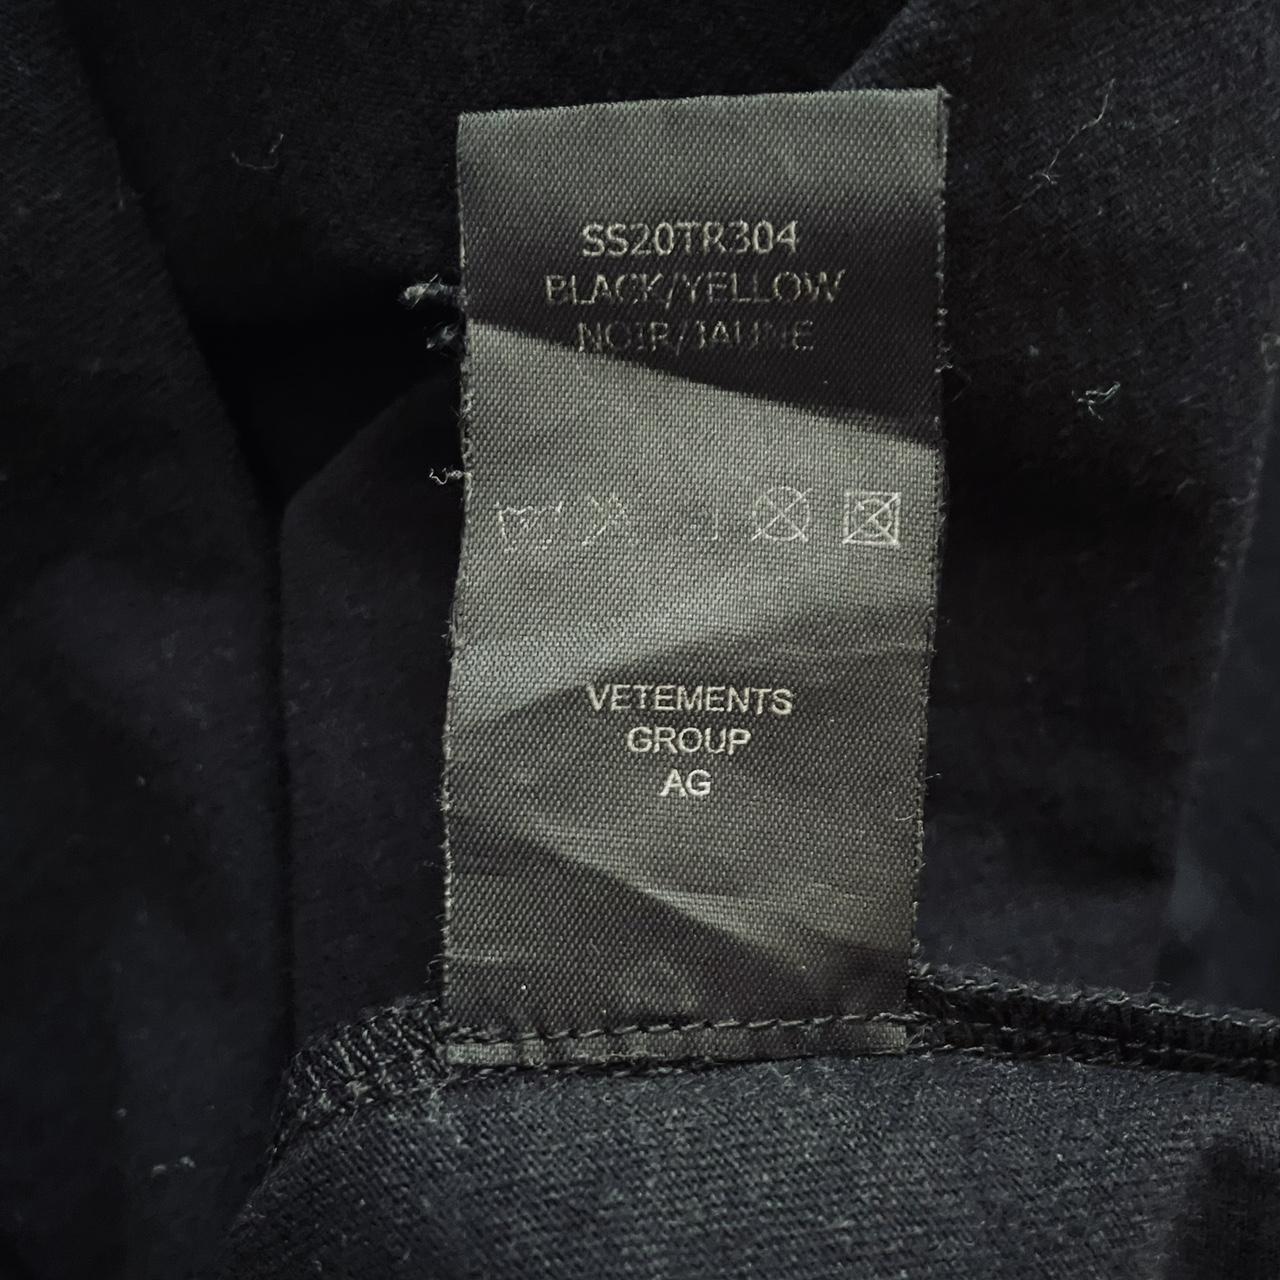 SS20TR304
BLACK/YELLOW
NOIR/JAUNE
VETEMENTS
GROUP
AG